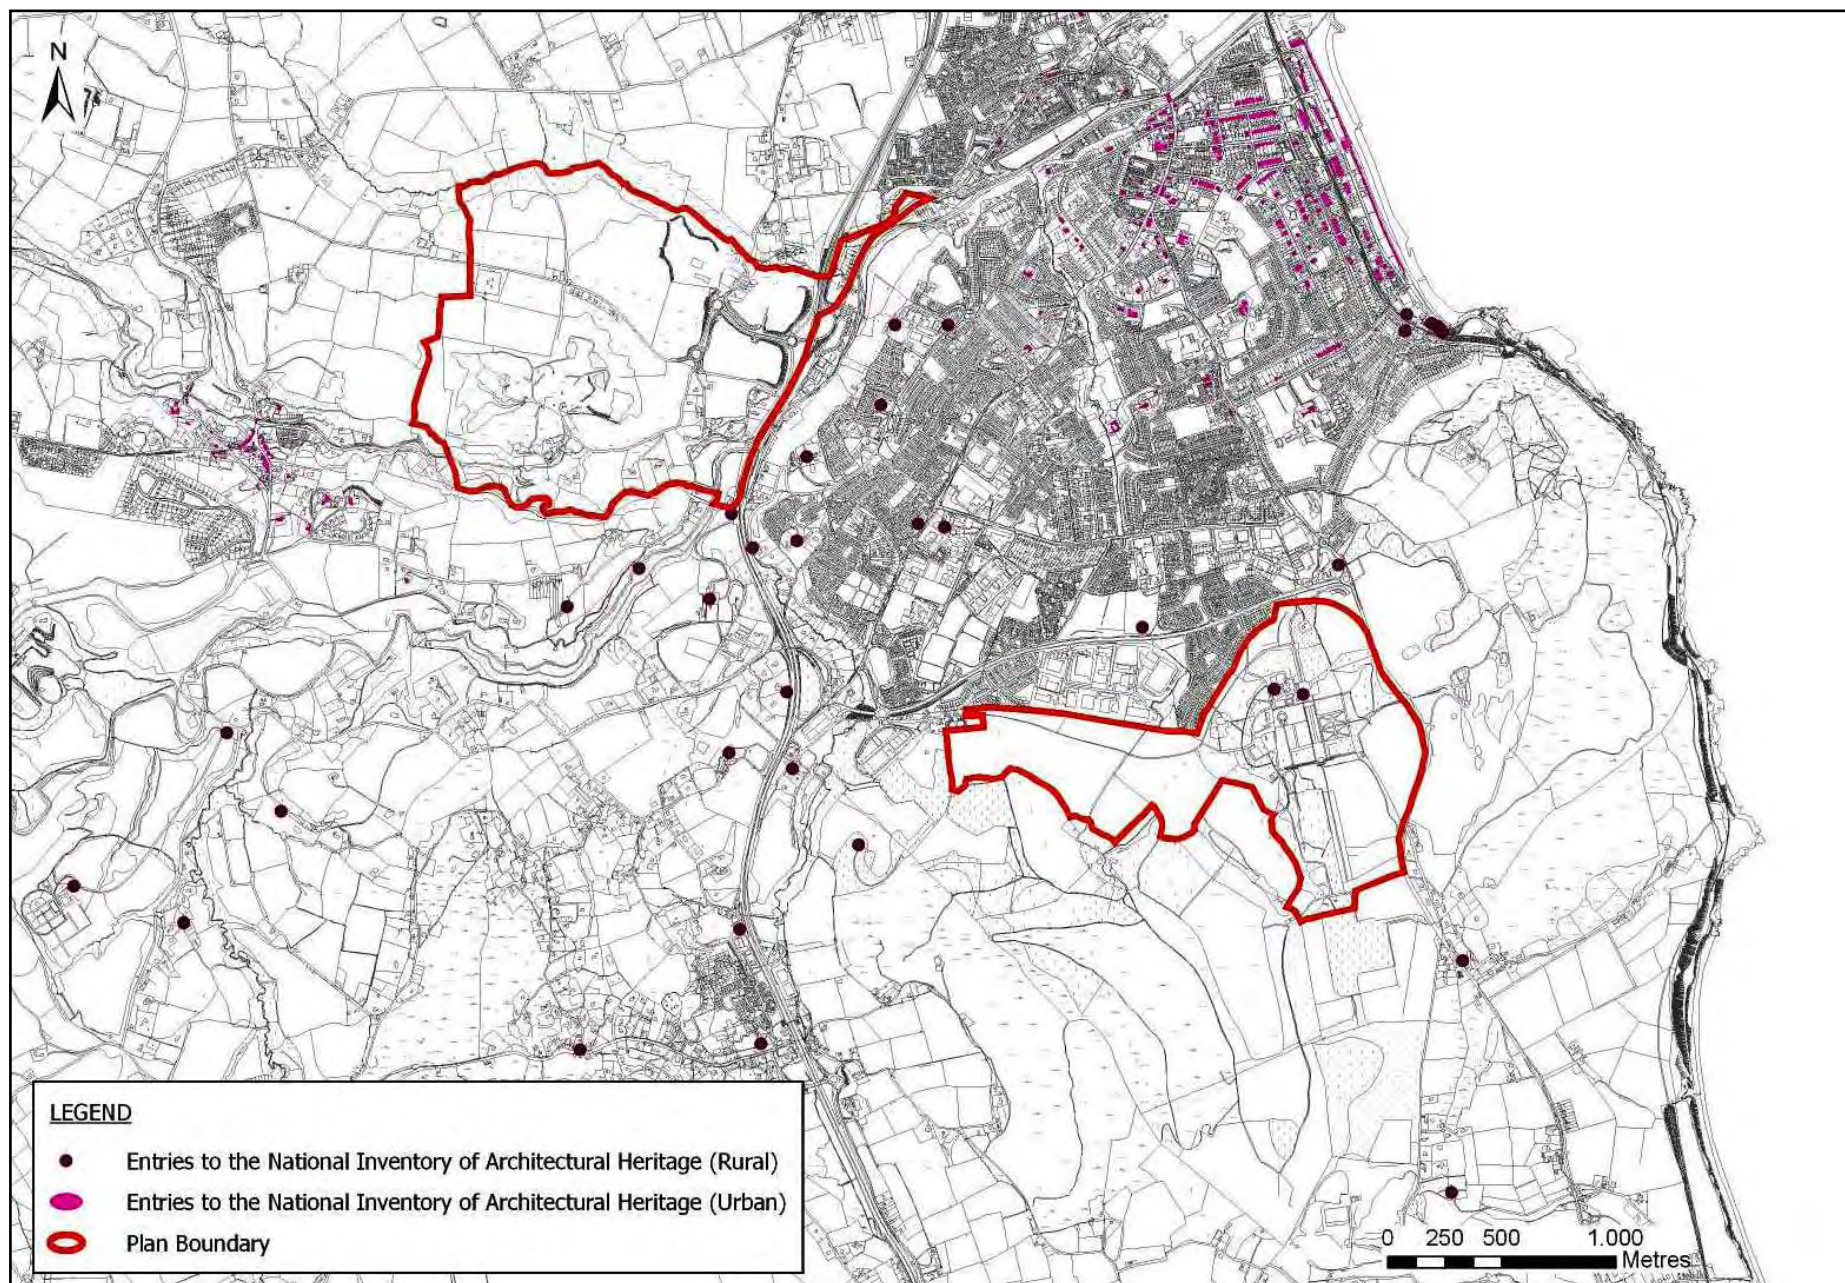 N
LEGEND
Entries to the National Inventory of Architectural Heritage (Rural)
Entries to the National Inventory of Architectural Heritage (Urban)
Plan Boundary
0 250 500 1.000
Metres